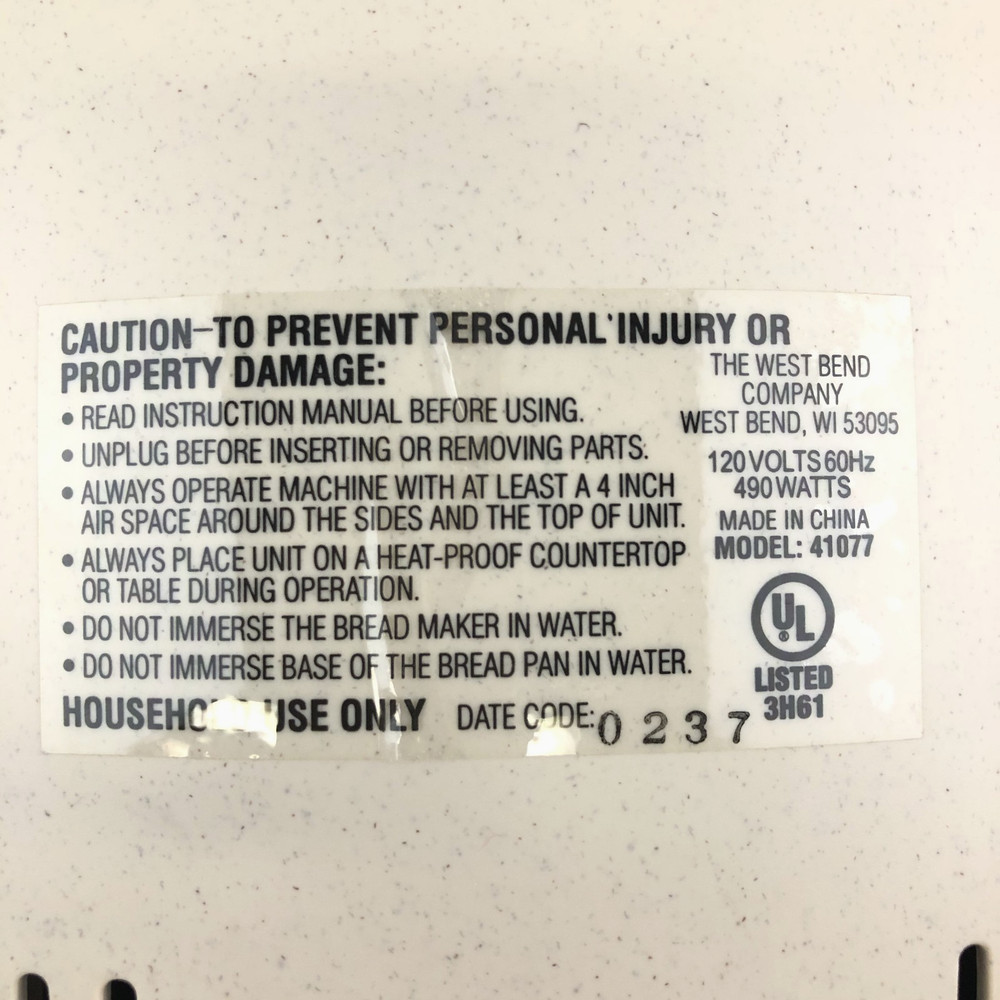 CAUTION—TO PREVENT PERSONAL INJURY OR
PROPERTY DAMAGE:
• READ INSTRUCTION MANUAL BEFORE USING.
• UNPLUG BEFORE INSERTING OR REMOVING PARTS.
• ALWAYS OPERATE MACHINE WITH AT LEAST A 4 INCH
AIR SPACE AROUND THE SIDES AND THE TOP OF UNIT.
• ALWAYS PLACE UNIT ON A HEAT-PROOF COUNTERTOP
OR TABLE DURING OPERATION.
• DO NOT IMMERSE THE BREAD MAKER IN WATER.
• DO NOT IMMERSE BASE OF THE BREAD PAN IN WATER.
HOUSEHOLD USE ONLY DATE CODE: 0237
THE WEST BEND
COMPANY
WEST BEND, WI 53095
120 VOLTS 60Hz
490 WATTS
MADE IN CHINA
MODEL: 41077
UL ®
LISTED
3H61